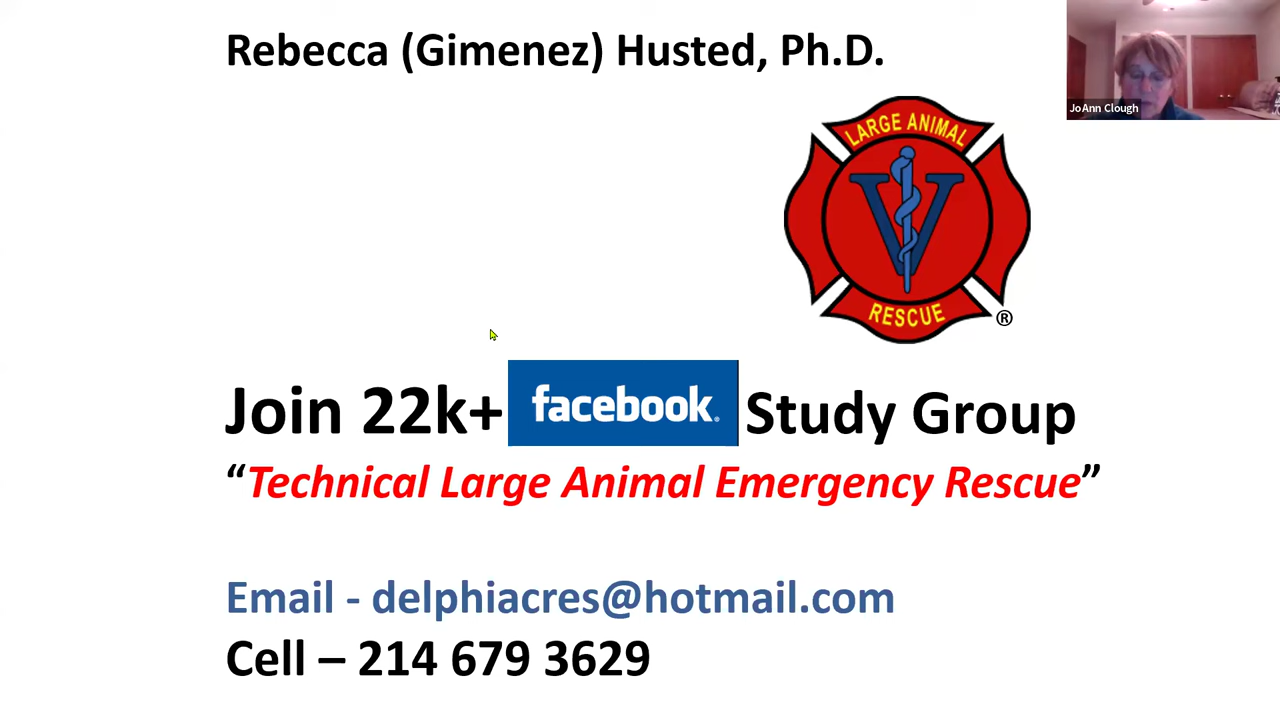 Rebecca (Gimenez) Husted, Ph.D.
JoAnn Clough
LARGE ANIMAL
V
RESCUE
®
Join 22k+ facebook® Study Group
“Technical Large Animal Emergency Rescue”
Email - delphiacres@hotmail.com
Cell – 214 679 3629